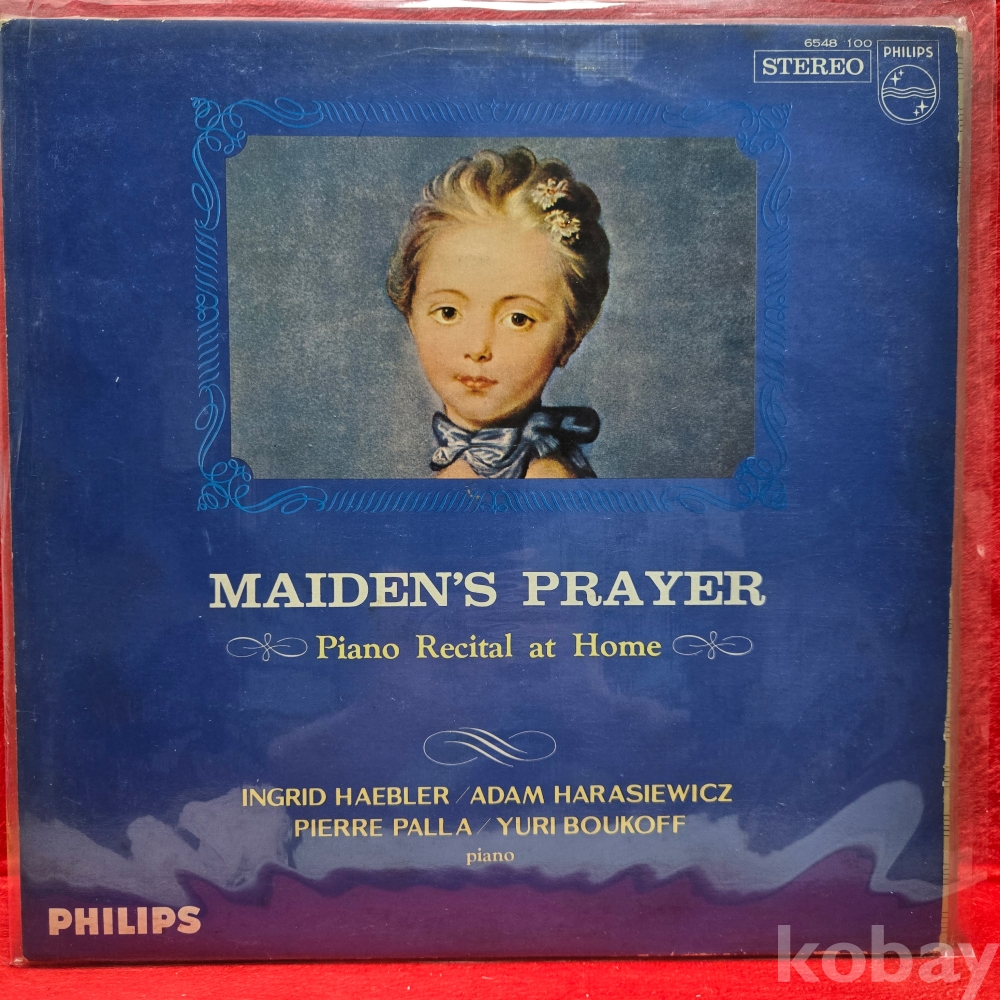 6548 100
STEREO
PHILIPS
MAIDEN'S PRAYER
Piano Recital at Home
INGRID HAEBLER / ADAM HARASIEWICZ
PIERRE PALLA / YURI BOUKOFF
piano
PHILIPS
kobay